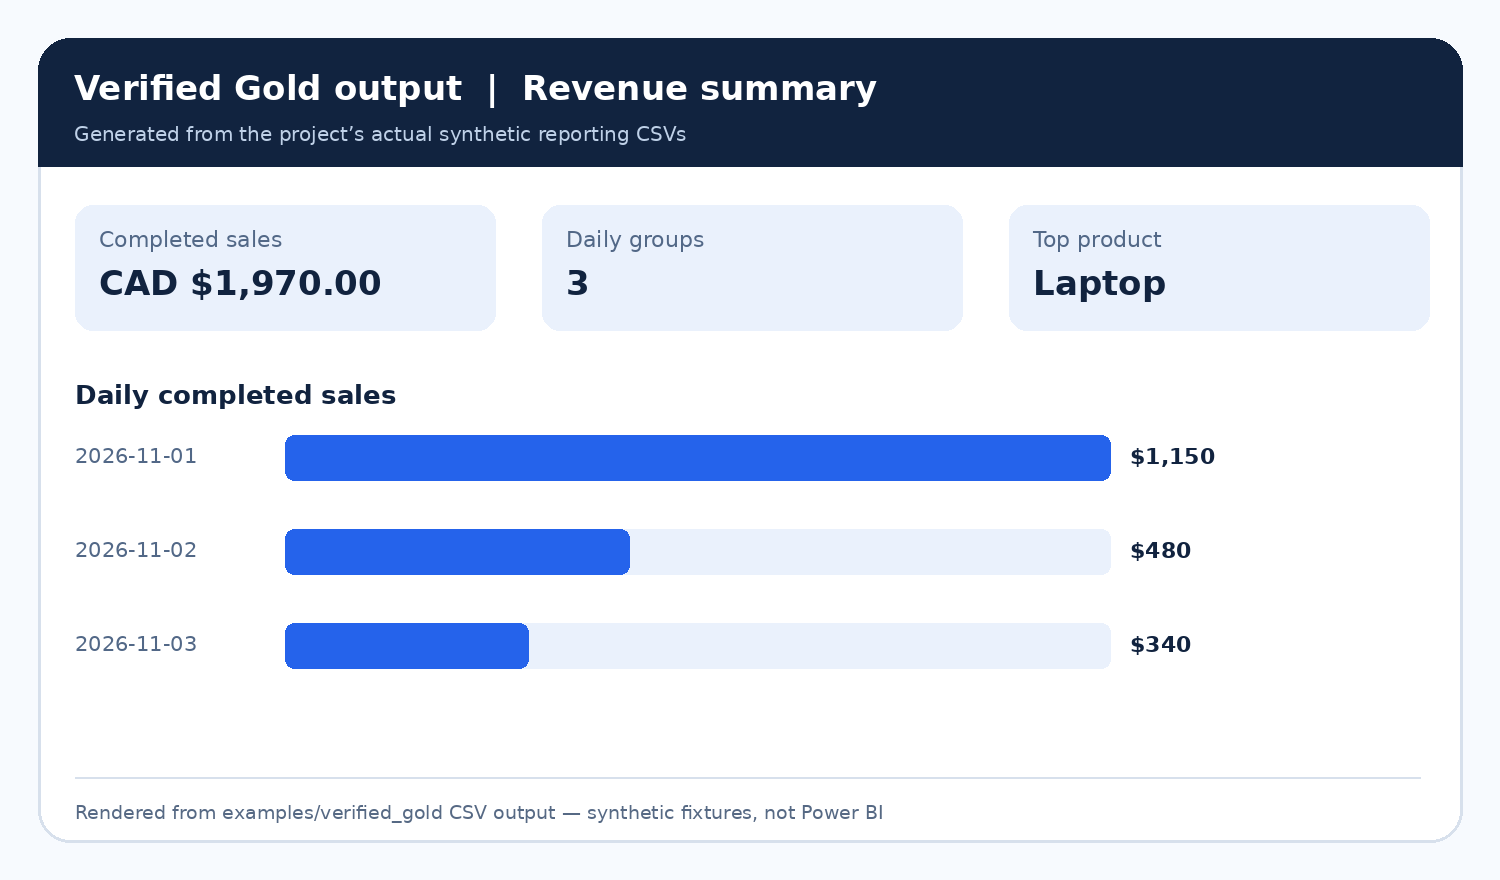 Verified Gold output | Revenue summary
Generated from the project’s actual synthetic reporting CSVs
Completed sales
CAD $1,970.00
Daily groups
3
Top product
Laptop
Daily completed sales
2026-11-01
$1,150
2026-11-02
$480
2026-11-03
$340
Rendered from examples/verified_gold CSV output — synthetic fixtures, not Power BI